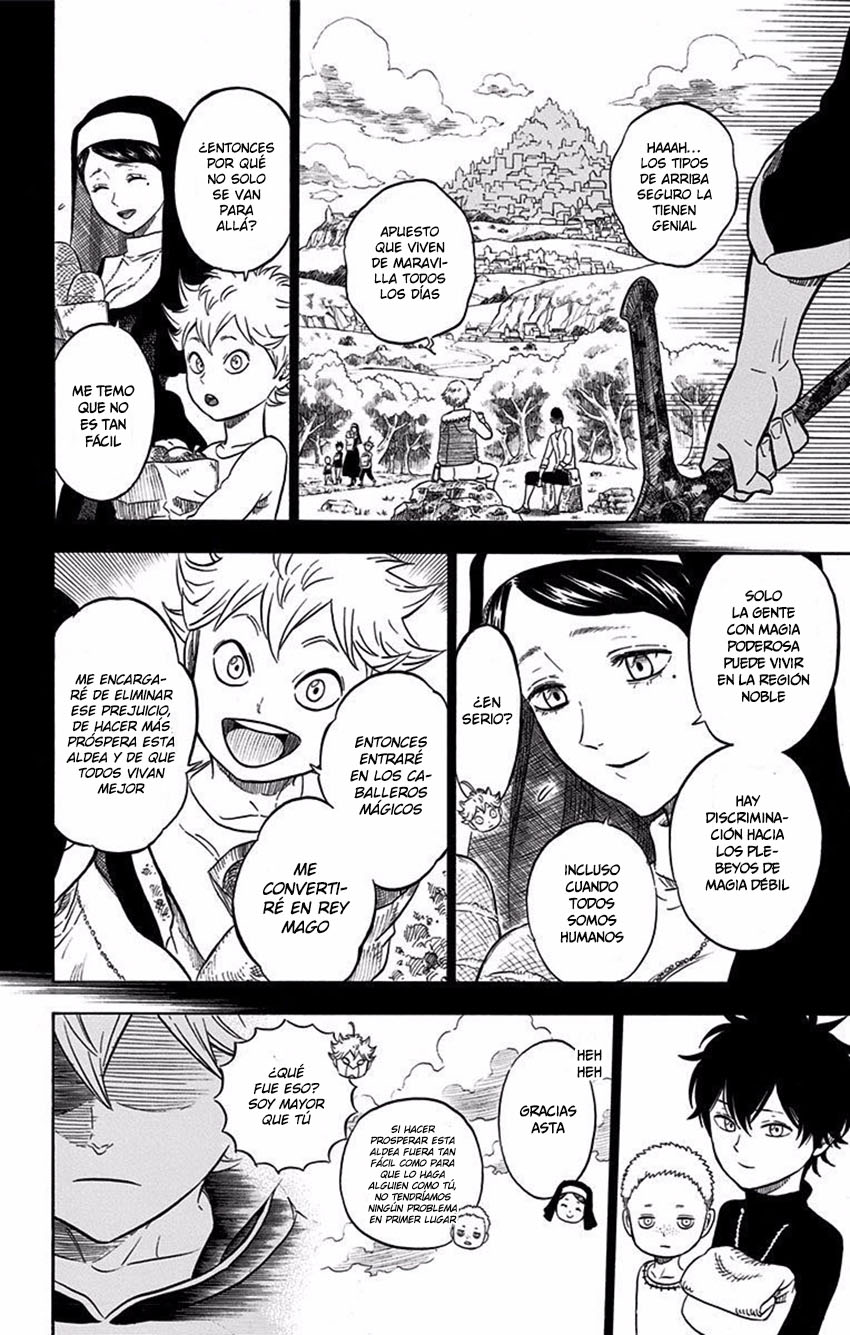 HAAAH...
LOS TIPOS
DE ARRIBA
SEGURO LA
TIENEN
GENIAL
APUESTO
QUE VIVEN
DE MARAVI-
LLA TODOS
LOS DÍAS
¿ENTONCES
POR QUÉ
NO SOLO
SE VAN
PARA
ALLÁ?
ME TEMO
QUE NO
ES TAN
FÁCIL
SOLO
LA GENTE
CON MAGIA
PODEROSA
PUEDE VIVIR
EN LA REGIÓN
NOBLE
¿EN
SERIO?
HAY
DISCRIMINA-
CIÓN HACIA
LOS PLE-
BEYOS DE
MAGIA DÉBIL
INCLUSO
CUANDO
TODOS
SOMOS
HUMANOS
ENTONCES
ENTRARÉ
EN LOS CA-
BALLEROS
MÁGICOS
ME
CONVERTI-
RÉ EN REY
MAGO
ME ENCARGA-
RÉ DE ELIMINAR
ESE PREJUICIO,
DE HACER MÁS
PRÓSPERA ESTA
ALDEA Y DE QUE
TODOS VIVAN
MEJOR
HEH
HEH
GRACIAS
ASTA
SI HACER
PROSPERAR ESTA
ALDEA FUERA TAN
FÁCIL COMO PARA
QUE LO HAGA
ALGUIEN COMO TÚ,
NO TENDRÍAMOS
NINGÚN PROBLEMA
EN PRIMER LUGAR
¿QUÉ
FUE ESO?
SOY MAYOR
QUE TÚ